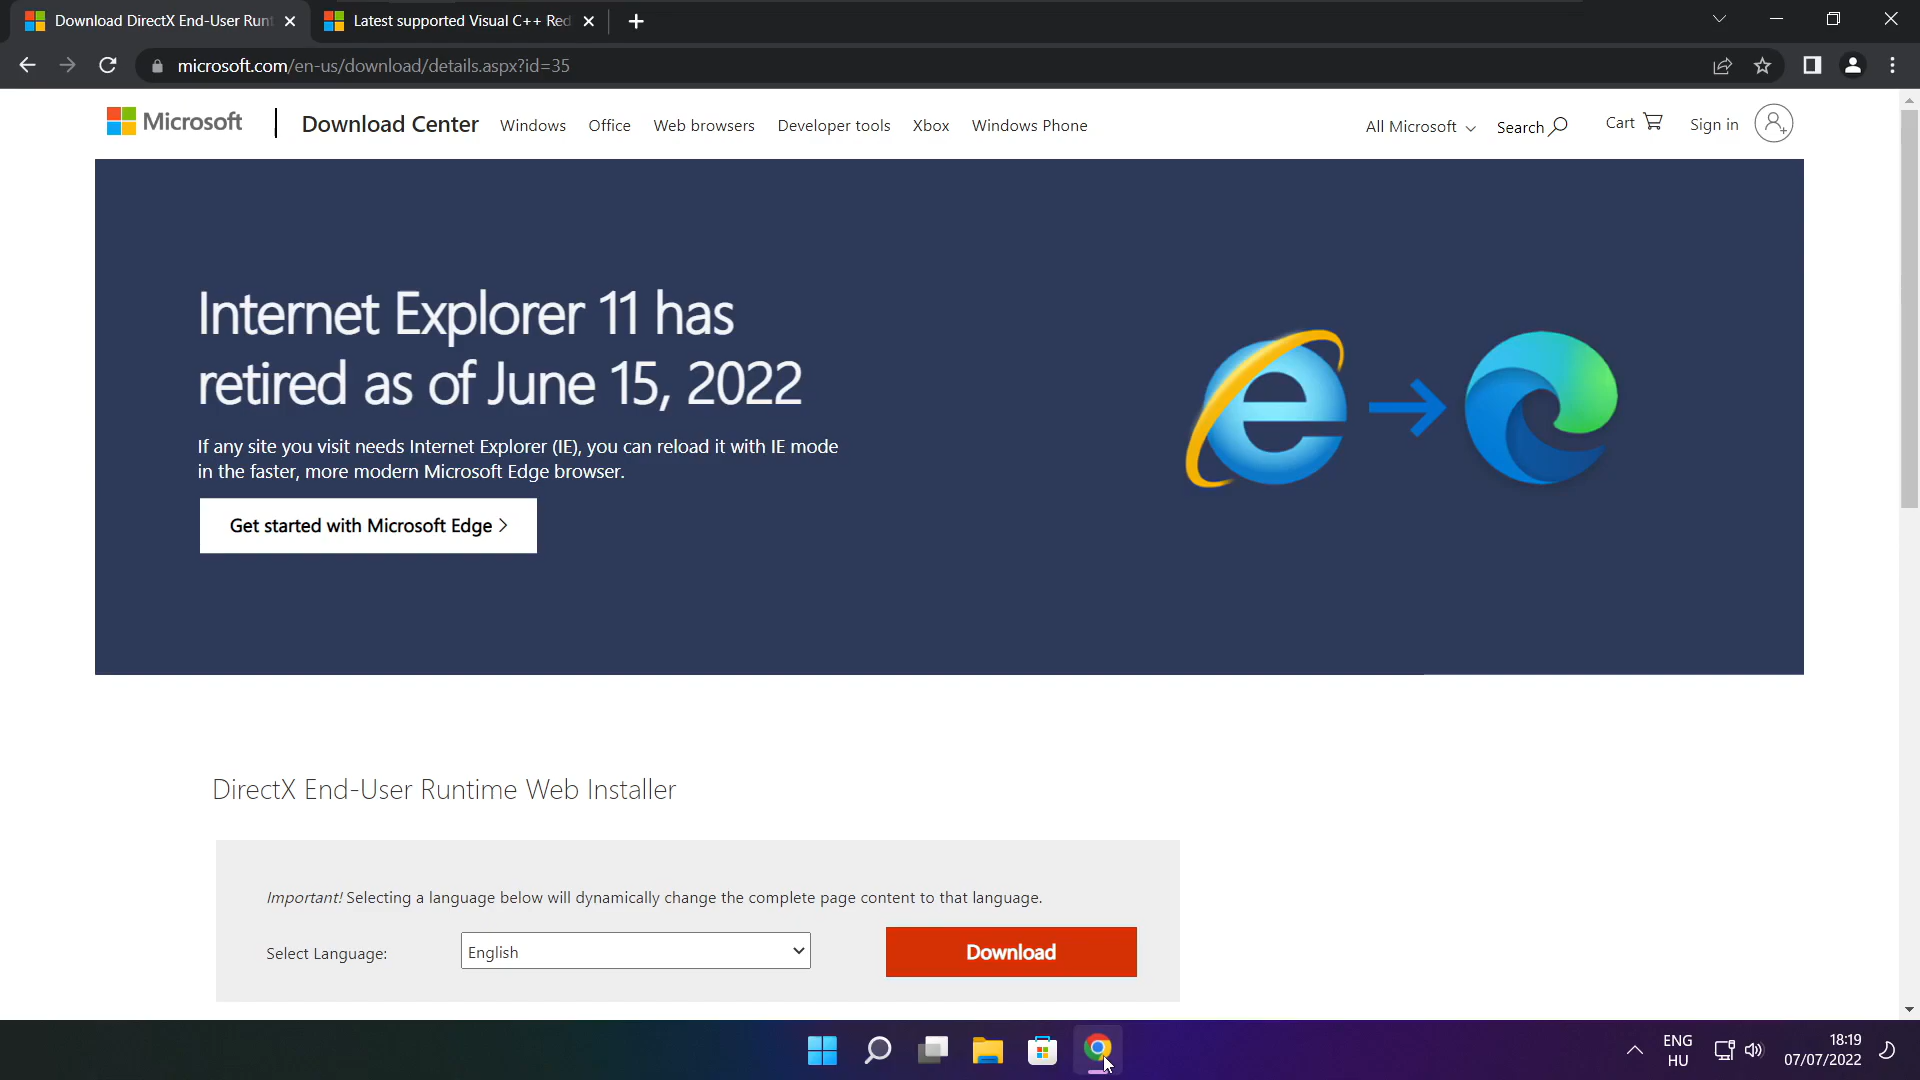 Download DirectX End-User Runt
Latest supported Visual C++ Red
microsoft.com/en-us/download/details.aspx?id=35
Microsoft
Download Center
Windows
Office
Web browsers
Developer tools
Xbox
Windows Phone
All Microsoft
Search
Cart
Sign in
Internet Explorer 11 has
retired as of June 15, 2022
If any site you visit needs Internet Explorer (IE), you can reload it with IE mode
in the faster, more modern Microsoft Edge browser.
Get started with Microsoft Edge >
DirectX End-User Runtime Web Installer
Important! Selecting a language below will dynamically change the complete page content to that language.
Select Language:
English
Download
ENG
HU
18:19
07/07/2022